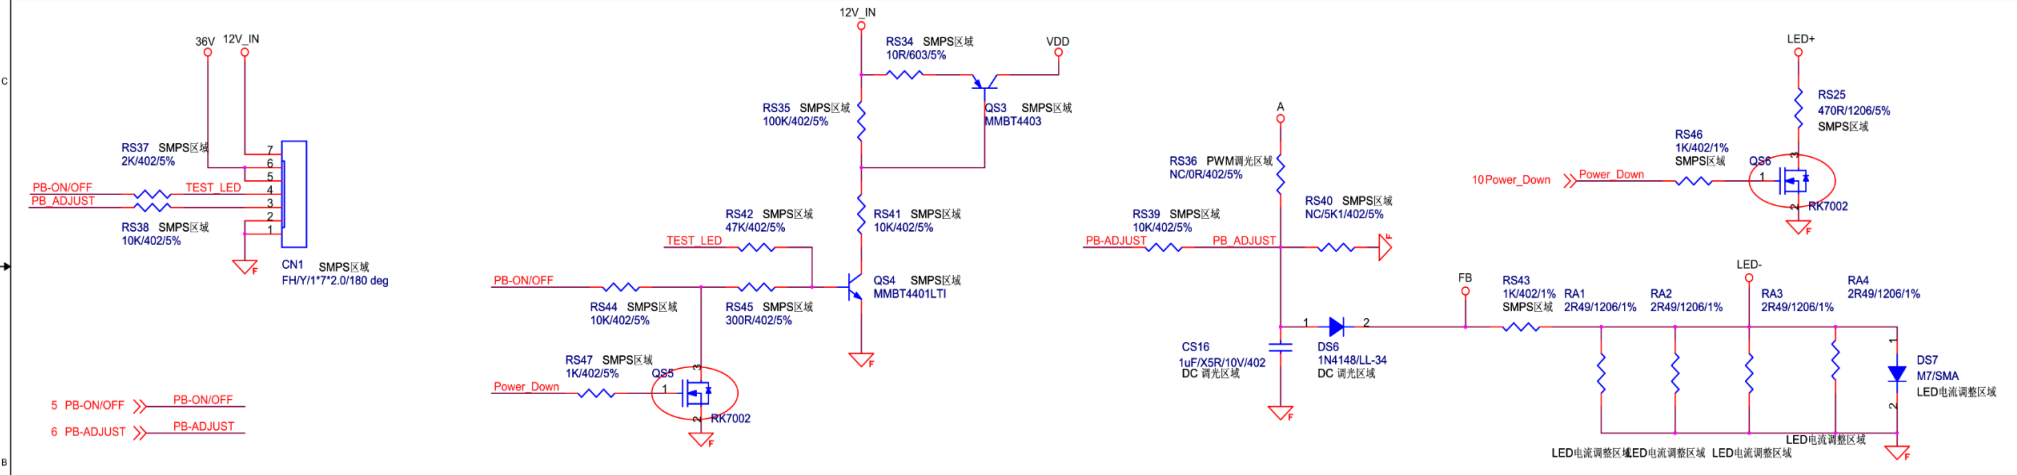 C
B
36V
12V_IN
RS37 SMPS区域
2K/402/5%
PB-ON/OFF
TEST_LED
PB_ADJUST
RS38 SMPS区域
10K/402/5%
7
6
5
4
3
2
1
F
CN1 SMPS区域
FH/Y/1*7*2.0/180 deg
5 PB-ON/OFF
PB-ON/OFF
6 PB-ADJUST
PB-ADJUST
12V_IN
RS34 SMPS区域
10R/603/5%
VDD
RS35 SMPS区域
100K/402/5%
QS3 SMPS区域
MMBT4403
RS42 SMPS区域
47K/402/5%
TEST_LED
RS41 SMPS区域
10K/402/5%
PB-ON/OFF
RS44 SMPS区域
10K/402/5%
RS45 SMPS区域
300R/402/5%
QS4 SMPS区域
MMBT4401LTI
F
RS47 SMPS区域
1K/402/5%
Power_Down
QS5
3
1
2
RK7002
F
A
RS36 PWM调光区域
NC/0R/402/5%
RS39 SMPS区域
10K/402/5%
PB-ADJUST
PB_ADJUST
RS40 SMPS区域
NC/5K1/402/5%
F
CS16
1uF/X5R/10V/402
DC 调光区域
F
1
2
DS6
1N4148/LL-34
DC 调光区域
FB
RS43
1K/402/1%
SMPS区域
LED+
RS25
470R/1206/5%
SMPS区域
RS46
1K/402/1%
SMPS区域
10 Power_Down
Power_Down
QS6
3
1
2
RK7002
F
LED-
RA1
2R49/1206/1%
RA2
2R49/1206/1%
RA3
2R49/1206/1%
RA4
2R49/1206/1%
1
DS7
M7/SMA
LED电流调整区域
2
LED电流调整区域
LED电流调整区域
LED电流调整区域
LED电流调整区域
F